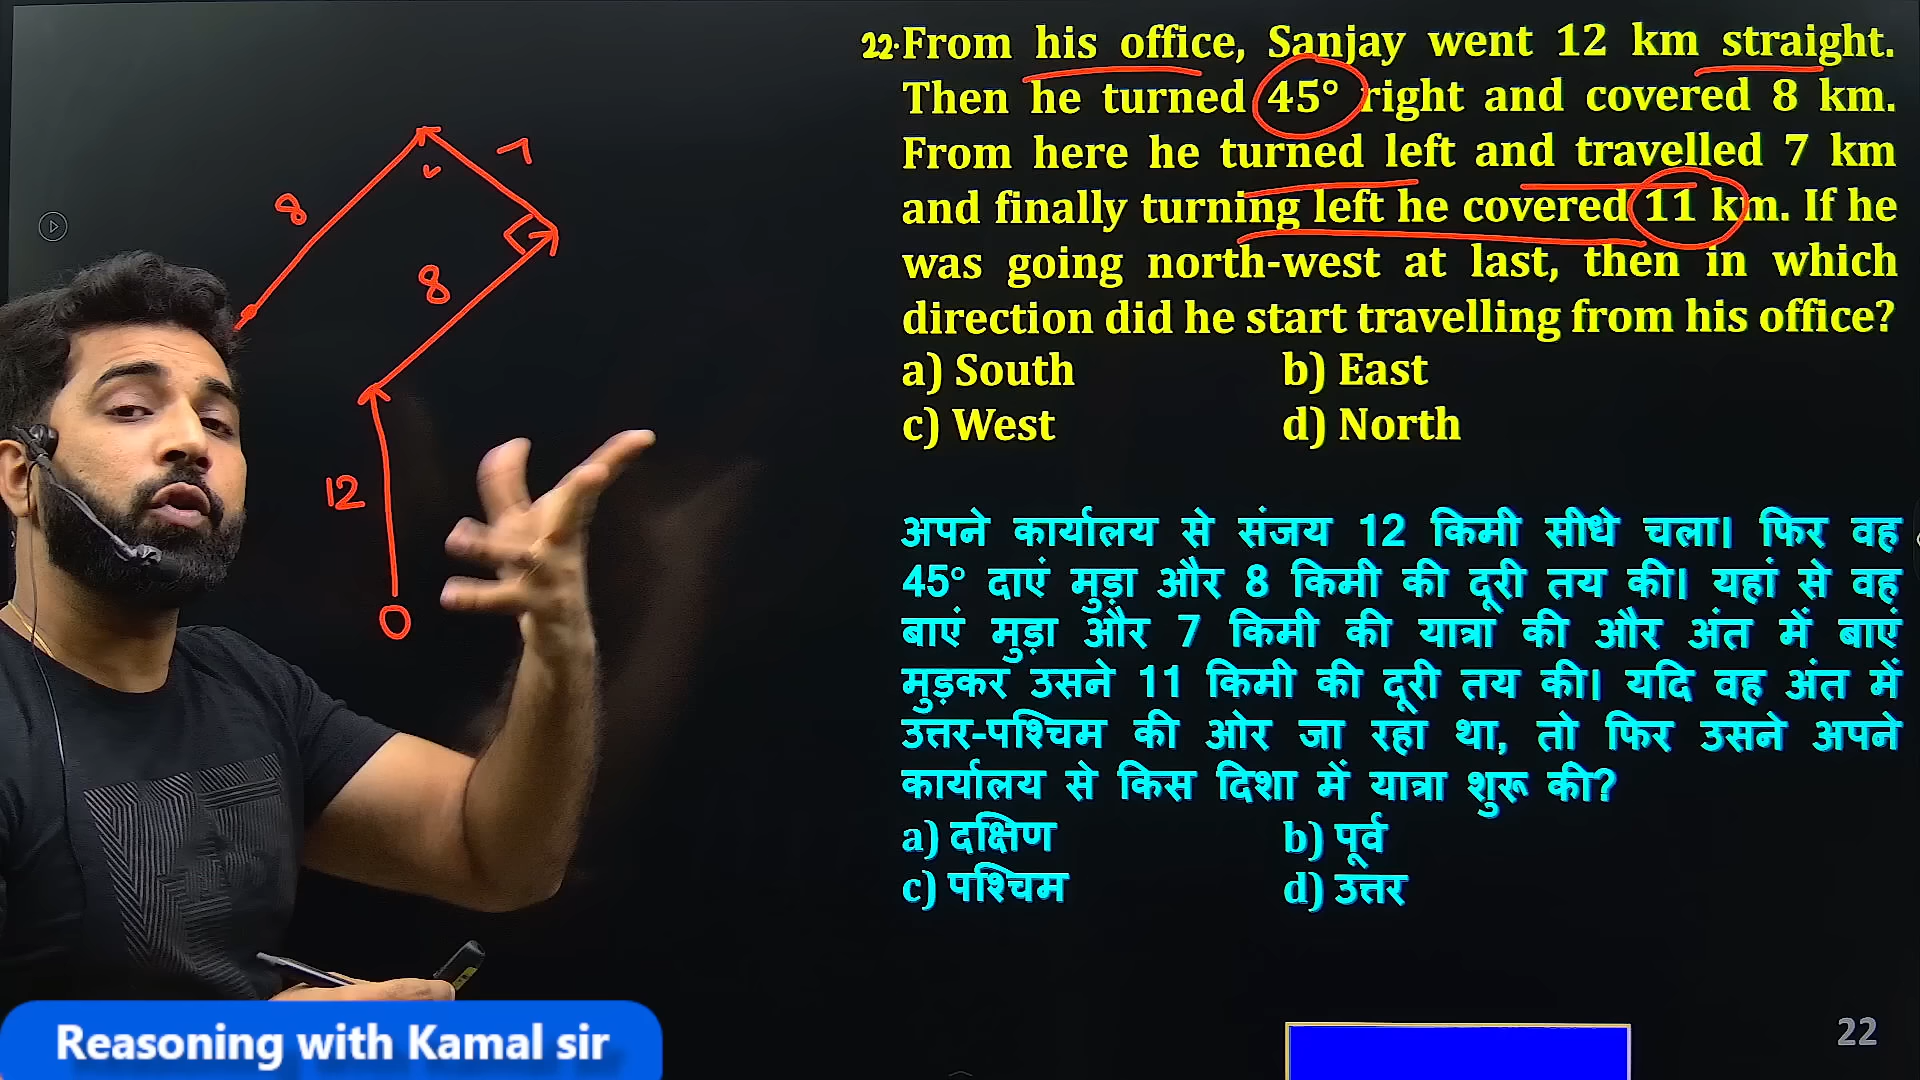 22. From his office, Sanjay went 12 km straight.
Then he turned 45° right and covered 8 km.
From here he turned left and travelled 7 km
and finally turning left he covered 11 km. If he
was going north-west at last, then in which
direction did he start travelling from his office?
a) South b) East
c) West d) North
अपने कार्यालय से संजय 12 किमी सीधे चला। फिर वह
45° दाएं मुड़ा और 8 किमी की दूरी तय की। यहां से वह
बाएं मुड़ा और 7 किमी की यात्रा की और अंत में बाएं
मुड़कर उसने 11 किमी की दूरी तय की। यदि वह अंत में
उत्तर-पश्चिम की ओर जा रहा था, तो फिर उसने अपने
कार्यालय से किस दिशा में यात्रा शुरू की?
a) दक्षिण b) पूर्व
c) पश्चिम d) उत्तर
7
8
8
12
O
Reasoning with Kamal sir
22